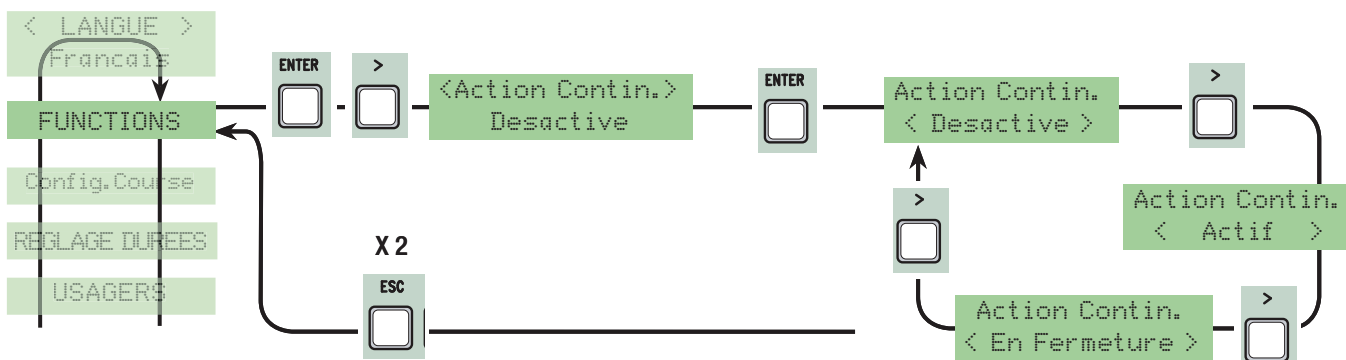 < LANGUE >
Francais
FUNCTIONS
Config.Course
REGLAGE DUREES
USAGERS
ENTER
>
<Action Contin.>
Desactive
ENTER
Action Contin.
< Desactive >
>
Action Contin.
< Actif >
>
Action Contin.
< En Fermeture >
>
X 2
ESC